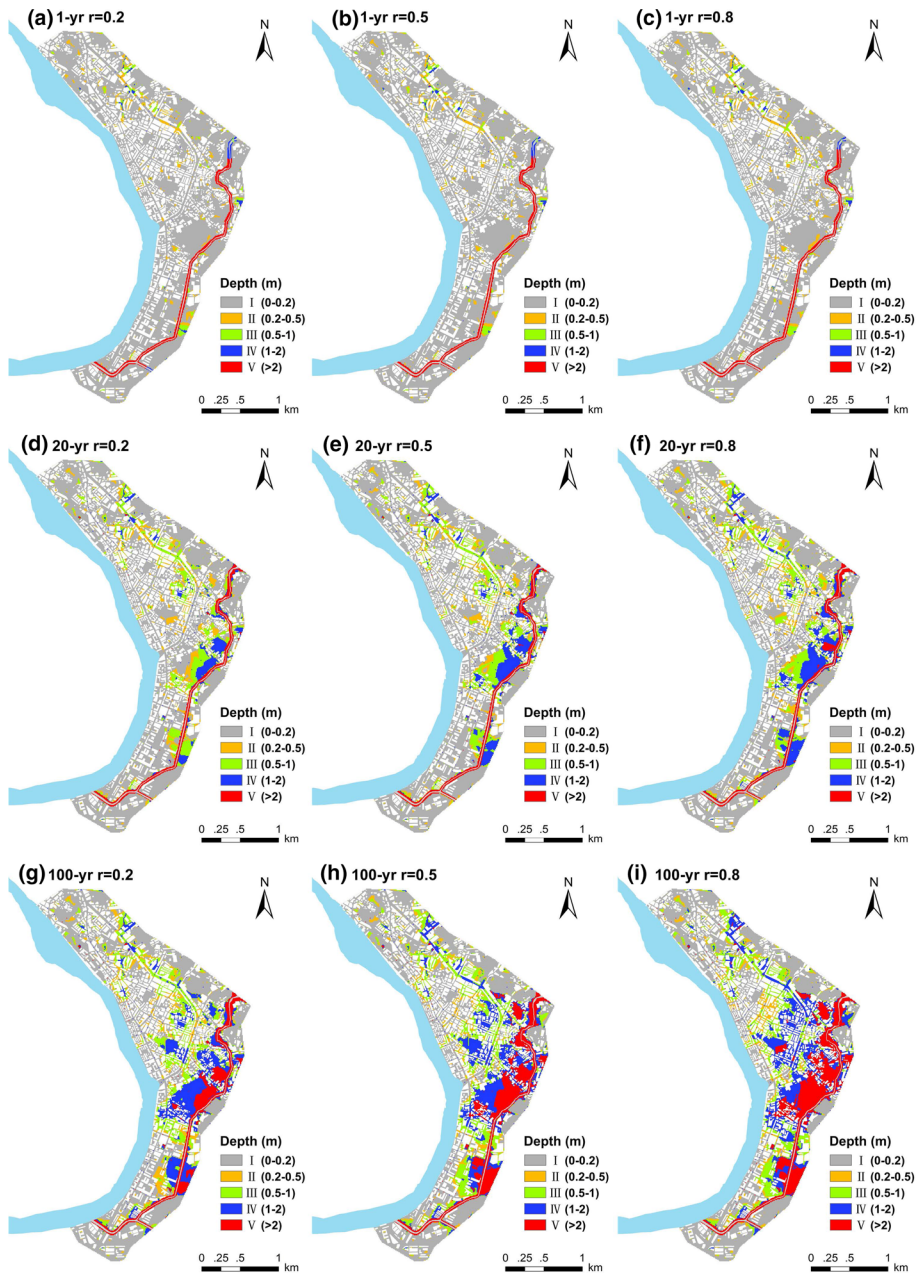 (a) 1-yr r=0.2
N
Depth (m)
I (0-0.2)
II (0.2-0.5)
III (0.5-1)
IV (1-2)
V (>2)
0 .25 .5 1
km
(b) 1-yr r=0.5
N
Depth (m)
I (0-0.2)
II (0.2-0.5)
III (0.5-1)
IV (1-2)
V (>2)
0 .25 .5 1
km
(c) 1-yr r=0.8
N
Depth (m)
I (0-0.2)
II (0.2-0.5)
III (0.5-1)
IV (1-2)
V (>2)
0 .25 .5 1
km
(d) 20-yr r=0.2
N
Depth (m)
I (0-0.2)
II (0.2-0.5)
III (0.5-1)
IV (1-2)
V (>2)
0 .25 .5 1
km
(e) 20-yr r=0.5
N
Depth (m)
I (0-0.2)
II (0.2-0.5)
III (0.5-1)
IV (1-2)
V (>2)
0 .25 .5 1
km
(f) 20-yr r=0.8
N
Depth (m)
I (0-0.2)
II (0.2-0.5)
III (0.5-1)
IV (1-2)
V (>2)
0 .25 .5 1
km
(g) 100-yr r=0.2
N
Depth (m)
I (0-0.2)
II (0.2-0.5)
III (0.5-1)
IV (1-2)
V (>2)
0 .25 .5 1
km
(h) 100-yr r=0.5
N
Depth (m)
I (0-0.2)
II (0.2-0.5)
III (0.5-1)
IV (1-2)
V (>2)
0 .25 .5 1
km
(i) 100-yr r=0.8
N
Depth (m)
I (0-0.2)
II (0.2-0.5)
III (0.5-1)
IV (1-2)
V (>2)
0 .25 .5 1
km